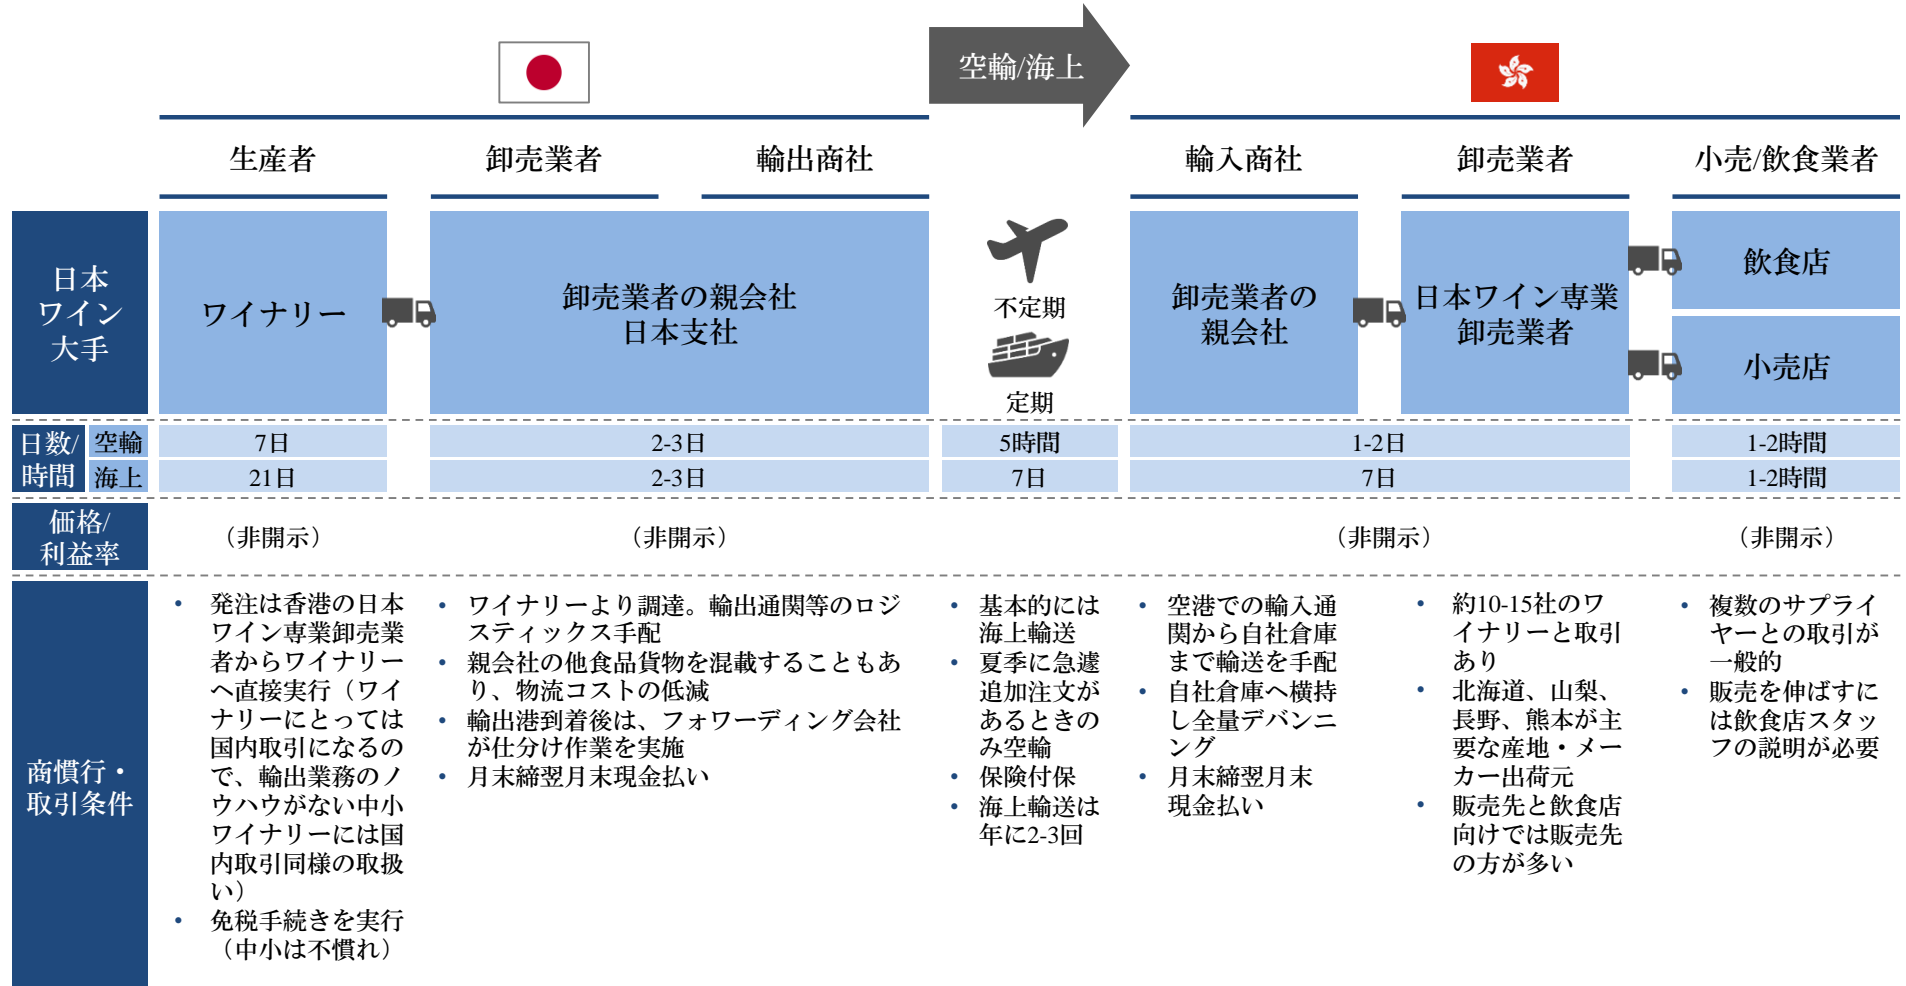 空輸/海上
生産者
卸売業者
輸出商社
輸入商社
卸売業者
小売/飲食業者
日本
ワイン
大手
ワイナリー
卸売業者の親会社
日本支社
不定期
定期
卸売業者の
親会社
日本ワイン専業
卸売業者
飲食店
小売店
日数/
時間
空輸
7日
2-3日
5時間
1-2日
1-2時間
海上
21日
2-3日
7日
7日
1-2時間
価格/
利益率
（非開示）
（非開示）
（非開示）
（非開示）
商慣行・
取引条件
• 発注は香港の日本
ワイン専業卸売業
者からワイナリー
へ直接実行（ワイ
ナリーにとっては
国内取引になるの
で、輸出業務のノ
ウハウがない中小
ワイナリーには国
内取引同様の取扱
い）
• 免税手続きを実行
（中小は不慣れ）
• ワイナリーより調達。輸出通関等のロジ
スティックス手配
• 親会社の他食品貨物を混載することもあ
り、物流コストの低減
• 輸出港到着後は、フォワーディング会社
が仕分け作業を実施
• 月末締翌月末現金払い
• 基本的には
海上輸送
• 夏季に急遽
追加注文が
あるときの
み空輸
• 保険付保
• 海上輸送は
年に2-3回
• 空港での輸入通
関から自社倉庫
まで輸送を手配
• 自社倉庫へ横持
し全量デバンニ
ング
• 月末締翌月末
現金払い
• 約10-15社のワ
イナリーと取引
あり
• 北海道、山梨、
長野、熊本が主
要な産地・メー
カー出荷元
• 販売先と飲食店
向けでは販売先
の方が多い
• 複数のサプライ
ヤーとの取引が
一般的
• 販売を伸ばすに
は飲食店スタッ
フの説明が必要